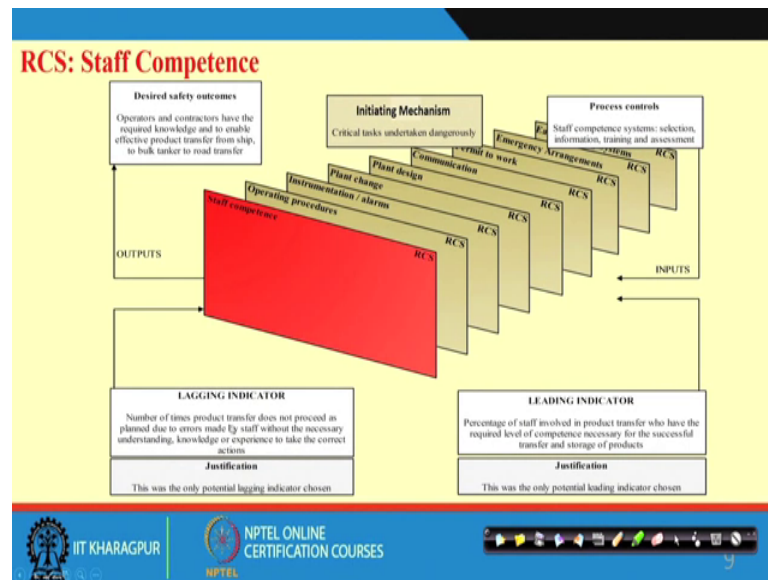 RCS: Staff Competence
Desired safety outcomes
Operators and contractors have the
required knowledge and to enable
effective product transfer from ship,
to bulk tanker to road transfer
Initiating Mechanism
Critical tasks undertaken dangerously
Process controls
Staff competence systems: selection,
information, training and assessment
Staff competence
RCS
Operating procedures
RCS
Instrumentation / alarms
RCS
Plant change
RCS
Plant design
RCS
Communication
RCS
to work
RCS
Emergency Arrangements
RCS
RCS
OUTPUTS
INPUTS
LAGGING INDICATOR
Number of times product transfer does not proceed as
planned due to errors made by staff without the necessary
understanding, knowledge or experience to take the correct
actions
Justification
This was the only potential lagging indicator chosen
LEADING INDICATOR
Percentage of staff involved in product transfer who have the
required level of competence necessary for the successful
transfer and storage of products
Justification
This was the only potential leading indicator chosen
IIT KHARAGPUR
NPTEL
NPTEL ONLINE
CERTIFICATION COURSES
9